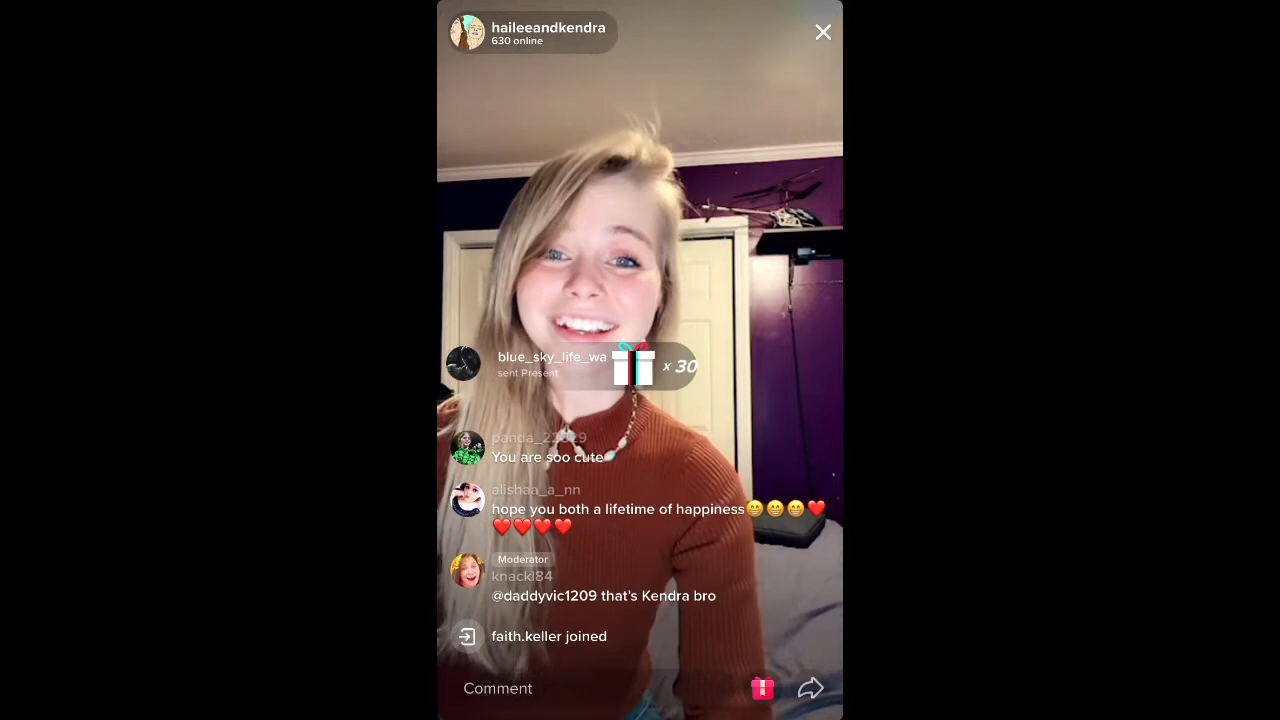 haileeandkendra
630 online
blue_sky_life_wa
sent Present
x 30
You are soo cute
alishaa_a_nn
hope you both a lifetime of happiness😁😁😁❤️
❤️❤️❤️❤️
Moderator
knackl84
@daddyvic1209 that's Kendra bro
faith.keller joined
Comment